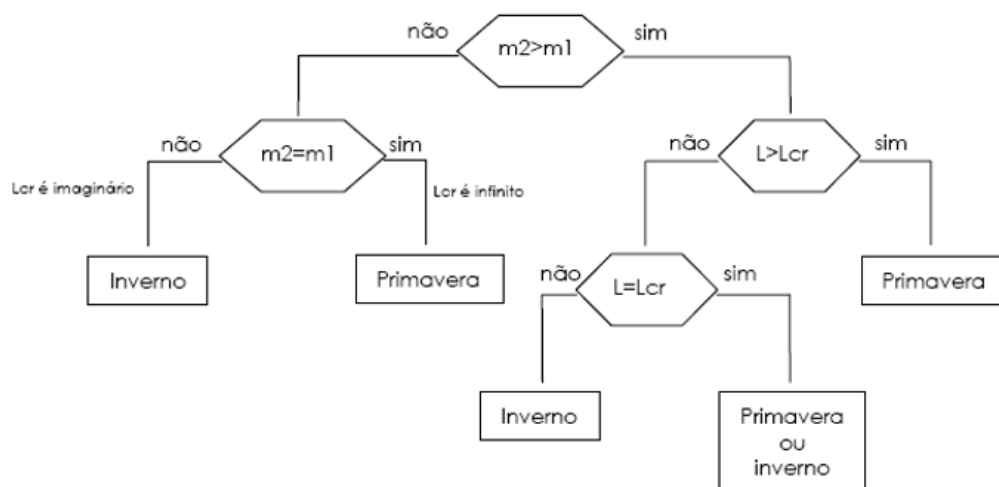 não
m2>m1
sim
não
m2=m1
sim
não
L>Lcr
sim
Lcr é imaginário
Lcr é infinito
Inverno
Primavera
não
L=Lcr
sim
Primavera
Inverno
Primavera
ou
inverno